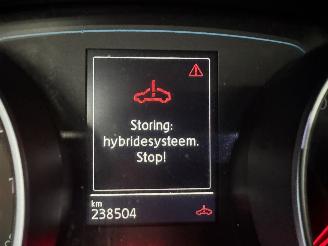 Storing:
hybridesysteem.
Stop!
km
238504